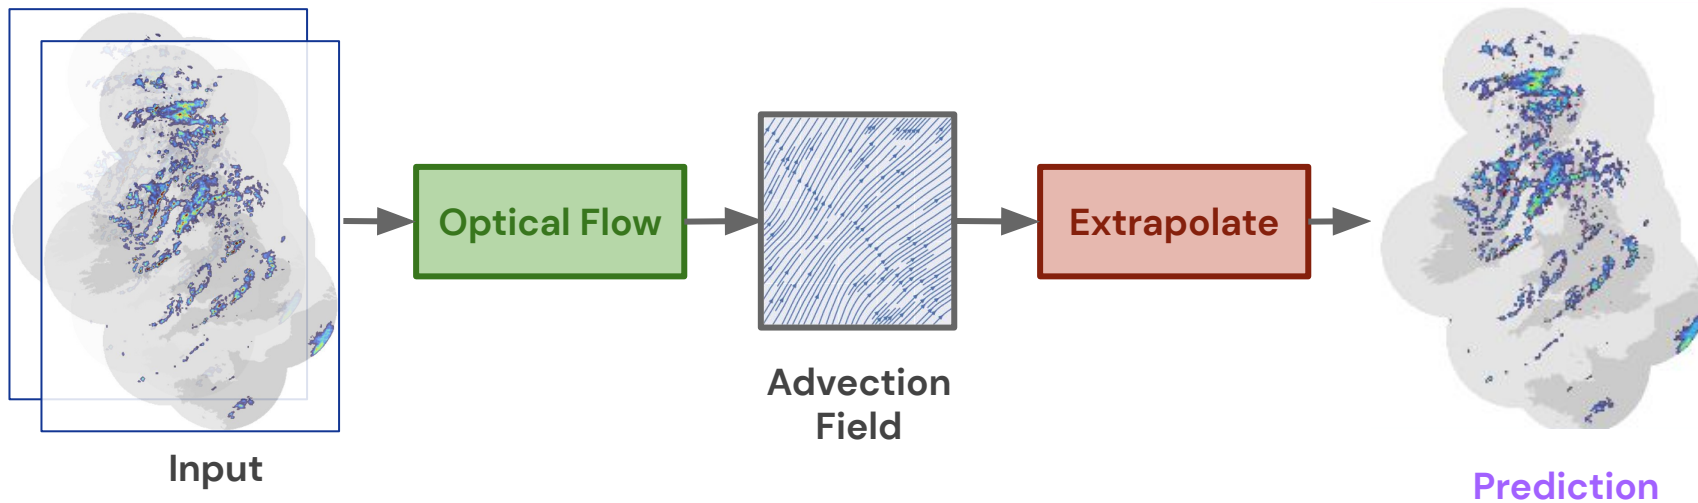 Optical Flow
Extrapolate
Advection
Field
Input
Prediction